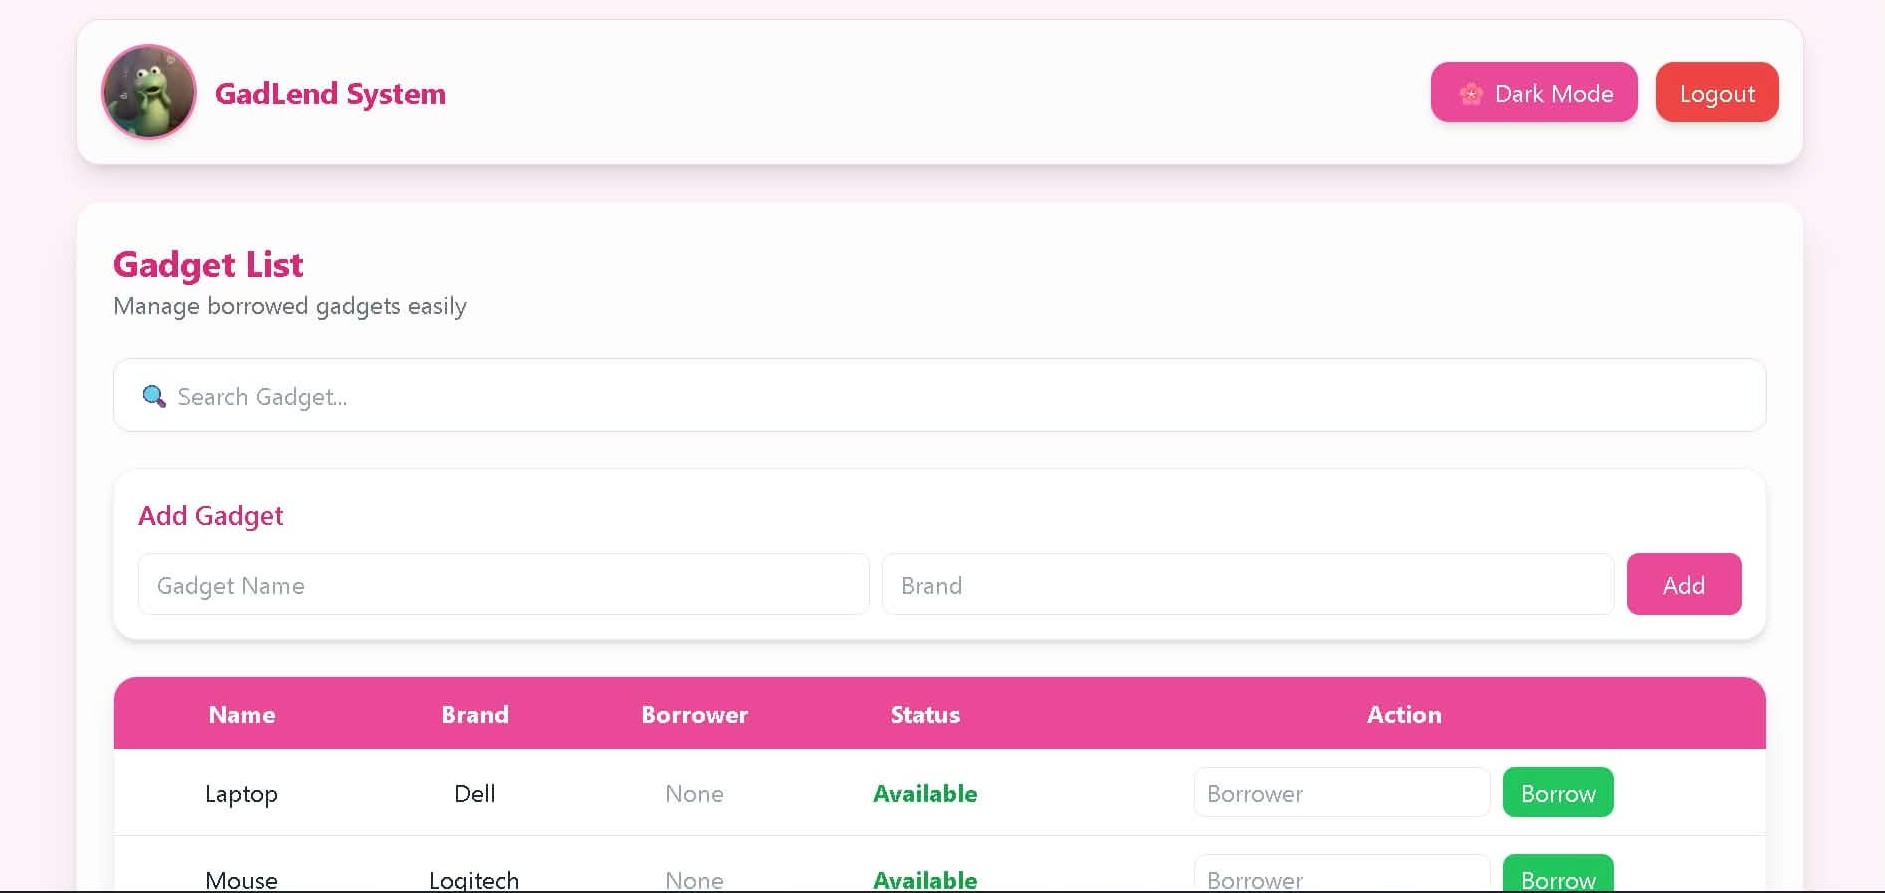 GadLend System
🌸 Dark Mode
Logout
Gadget List
Manage borrowed gadgets easily
🔍 Search Gadget...
Add Gadget
Gadget Name
Brand
Add
Name Brand Borrower Status Action
Laptop Dell None Available Borrower Borrow
Mouse Logitech None Available Borrower Borrow